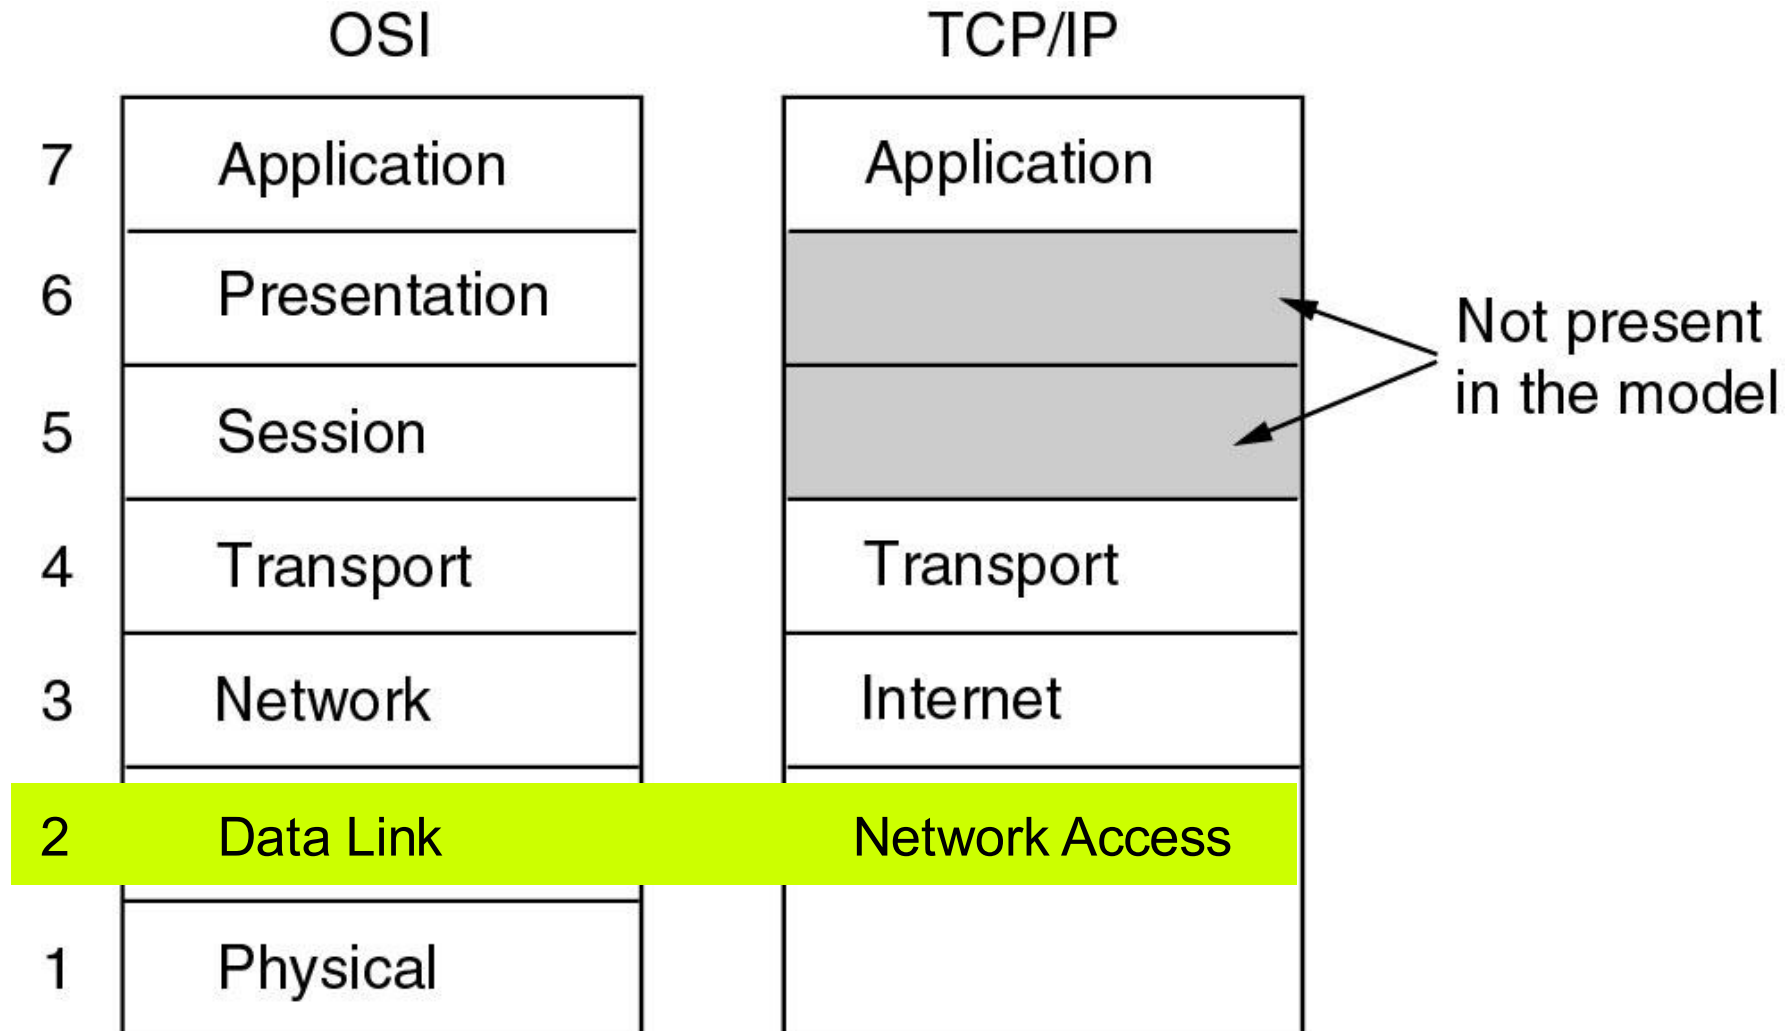 OSI TCP/IP
7 Application Application
6 Presentation
Not present
in the model
5 Session
4 Transport Transport
3 Network Internet
2 Data Link Network Access
1 Physical